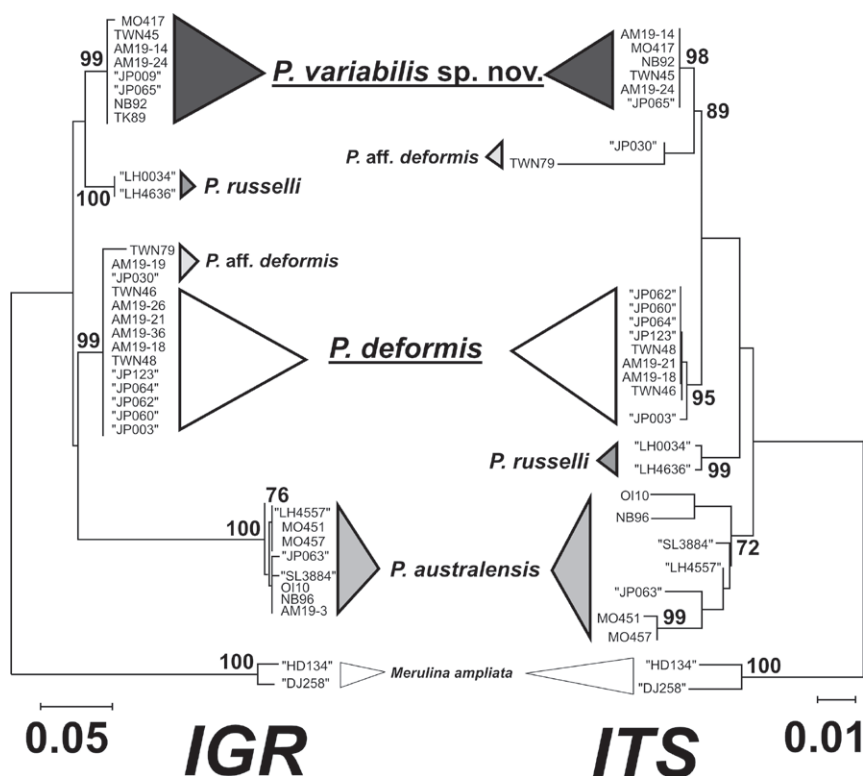 MO417
TWN45
AM19-14
99
AM19-24
"JP009"
"JP065"
NB92
TK89
P. variabilis sp. nov.
AM19-14
MO417
NB92
98
TWN45
AM19-24
"JP065"
89
"JP030"
P. aff. deformis
TWN79
"LH0034"
"LH4636"
100
P. russelli
TWN79
AM19-19
"JP030"
P. aff. deformis
TWN46
AM19-26
AM19-21
AM19-36
99
AM19-18
TWN48
"JP123"
"JP064"
"JP062"
"JP060"
"JP003"
P. deformis
"JP062"
"JP060"
"JP064"
"JP123"
TWN48
AM19-21
AM19-18
TWN46
95
"JP003"
P. russelli
"LH0034"
"LH4636"
99
76
"LH4557"
100
MO451
MO457
"JP063"
"SL3884"
OI10
NB96
AM19-3
P. australensis
OI10
NB96
"SL3884"
72
"LH4557"
"JP063"
MO451
99
MO457
100
"HD134"
"DJ258"
Merulina ampliata
"HD134"
100
"DJ258"
0.05
IGR
ITS
0.01